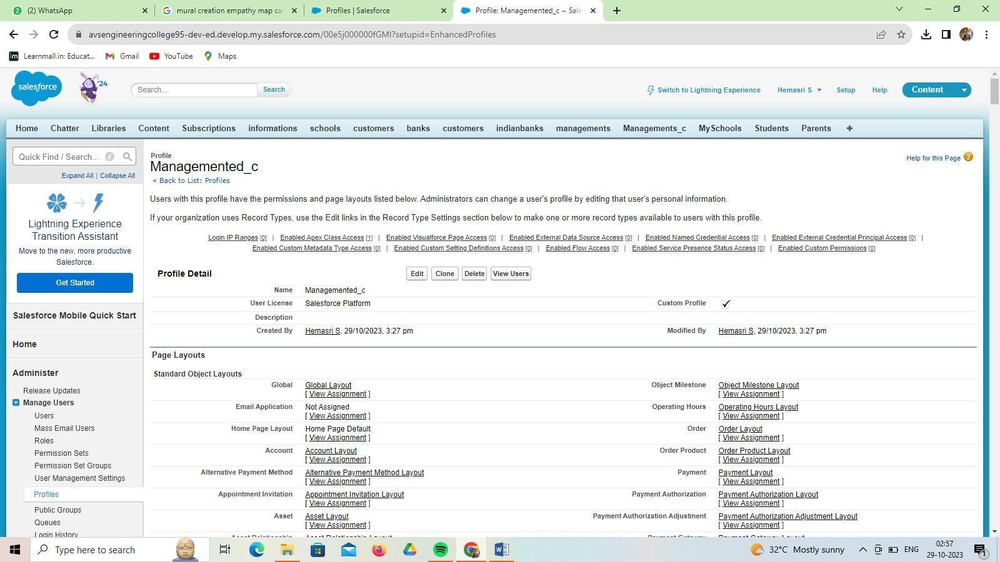 2 (2) WhatsApp
mural creation empathy map ca
Profiles | Salesforce
Profile: Managemented_c ~ Sale
avsengineeringcollege95-dev-ed.develop.my.salesforce.com/00e5j000000fGMI?setupid=EnhancedProfiles
lm Learnmall.in: Educat... Gmail YouTube Maps
salesforce '24 Search... Search Switch to Lightning Experience Hemasri S Setup Help Content
Home Chatter Libraries Content Subscriptions informations schools customers banks customers indianbanks managements Managements_c MySchools Students Parents +
Quick Find / Search... i
Expand All | Collapse All
Lightning Experience
Transition Assistant
Move to the new, more productive
Salesforce.
Get Started
Salesforce Mobile Quick Start
Home
Administer
Release Updates
Manage Users
Users
Mass Email Users
Roles
Permission Sets
Permission Set Groups
User Management Settings
Profiles
Public Groups
Queues
Login History
Profile
Managemented_c
« Back to List: Profiles
Help for this Page ?
Users with this profile have the permissions and page layouts listed below. Administrators can change a user's profile by editing that user's personal information.
If your organization uses Record Types, use the Edit links in the Record Type Settings section below to make one or more record types available to users with this profile.
Login IP Ranges [0] | Enabled Apex Class Access [1] | Enabled Visualforce Page Access [0] | Enabled External Data Source Access [0] | Enabled Named Credential Access [0] | Enabled External Credential Principal Access [0] |
Enabled Custom Metadata Type Access [0] | Enabled Custom Setting Definitions Access [0] | Enabled Flow Access [0] | Enabled Service Presence Status Access [0] | Enabled Custom Permissions [0]
Profile Detail Edit Clone Delete View Users
Name Managemented_c
User License Salesforce Platform Custom Profile ✓
Description
Created By Hemasri S, 29/10/2023, 3:27 pm Modified By Hemasri S, 29/10/2023, 3:27 pm
Page Layouts
Standard Object Layouts
Global Global Layout Object Milestone Object Milestone Layout
[ View Assignment ] [ View Assignment ]
Email Application Not Assigned Operating Hours Operating Hours Layout
[ View Assignment ] [ View Assignment ]
Home Page Layout Home Page Default Order Order Layout
[ View Assignment ] [ View Assignment ]
Account Account Layout Order Product Order Product Layout
[ View Assignment ] [ View Assignment ]
Alternative Payment Method Alternative Payment Method Layout Payment Payment Layout
[ View Assignment ] [ View Assignment ]
Appointment Invitation Appointment Invitation Layout Payment Authorization Payment Authorization Layout
[ View Assignment ] [ View Assignment ]
Asset Asset Layout Payment Authorization Adjustment Payment Authorization Adjustment Layout
[ View Assignment ] [ View Assignment ]
Asset Relationship Asset Relationship Layout Payment Gateway Payment Gateway Layout
Type here to search
32°C Mostly sunny ENG
02:57
29-10-2023
1